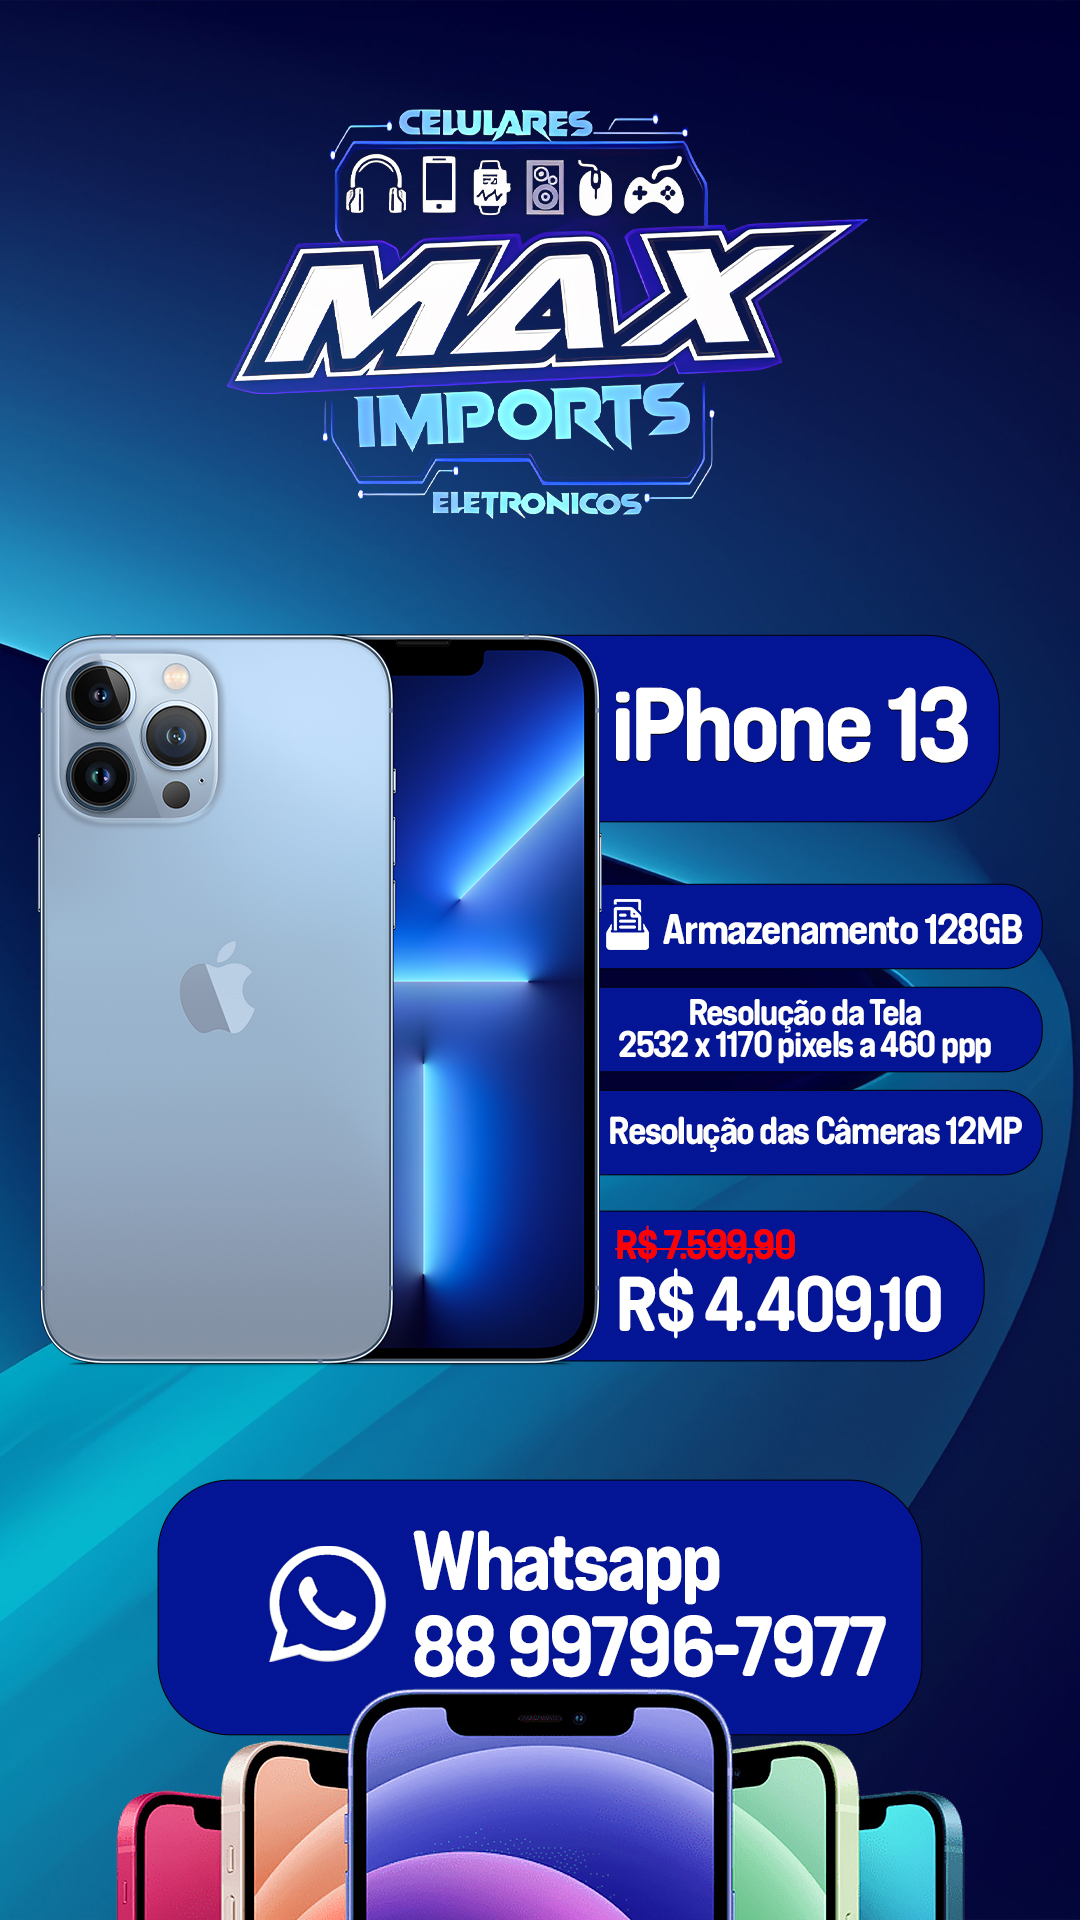 CELULARES
MAX
IMPORTS
ELETRONICOS
iPhone 13
Armazenamento 128GB
Resolução da Tela
2532 x 1170 pixels a 460 ppp
Resolução das Câmeras 12MP
R$ 7.599,90
R$ 4.409,10
Whatsapp
88 99796-7977